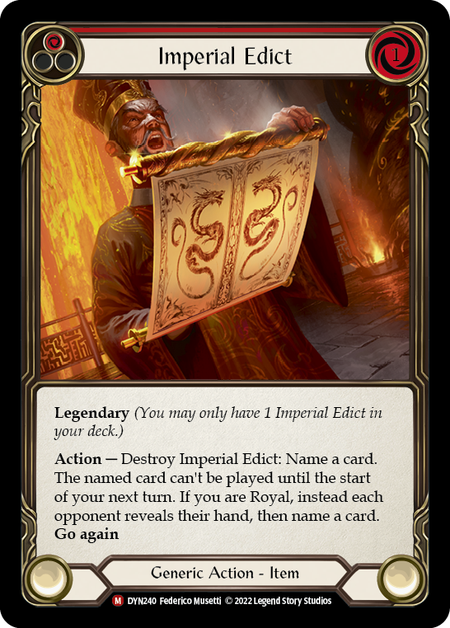 Imperial Edict
1
Legendary (You may only have 1 Imperial Edict in
your deck.)
Action — Destroy Imperial Edict: Name a card.
The named card can't be played until the start
of your next turn. If you are Royal, instead each
opponent reveals their hand, then name a card.
Go again
Generic Action - Item
M DYN240 Federico Musetti © 2022 Legend Story Studios